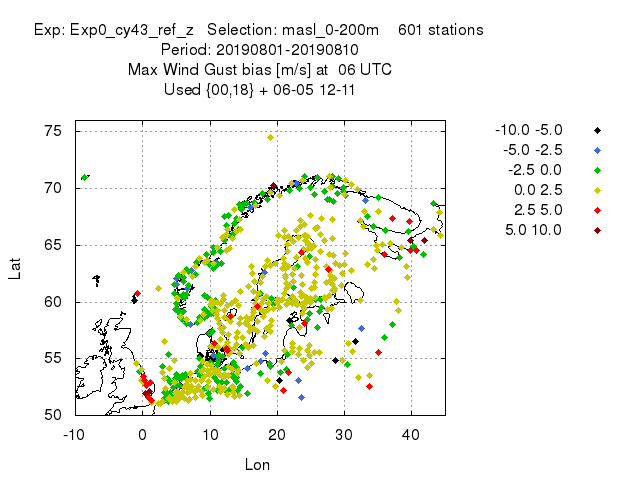 Exp: Exp0_cy43_ref_z   Selection: masl_0-200m    601 stations
Period: 20190801-20190810
Max Wind Gust bias [m/s] at  06 UTC
Used {00,18} + 06-05 12-11
75
70
65
60
55
50
Lat
-10 0 10 20 30 40
Lon
-10.0 -5.0
-5.0 -2.5
-2.5 0.0
0.0 2.5
2.5 5.0
5.0 10.0